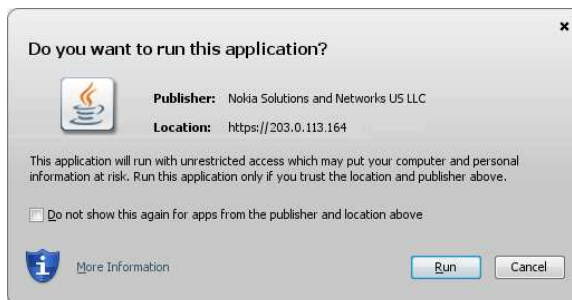 Do you want to run this application?
Publisher: Nokia Solutions and Networks US LLC
Location: https://203.0.113.164
This application will run with unrestricted access which may put your computer and personal
information at risk. Run this application only if you trust the location and publisher above.
Do not show this again for apps from the publisher and location above
More Information
Run
Cancel